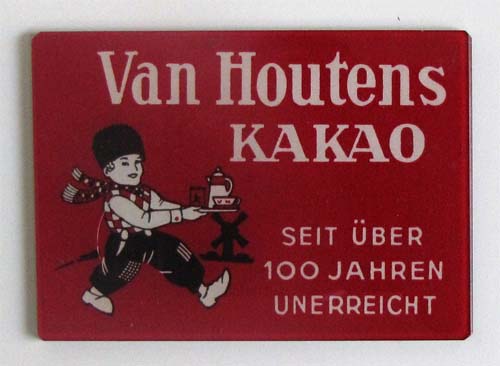 Van Houtens
KAKAO
SEIT ÜBER
100 JAHREN
UNERREICHT